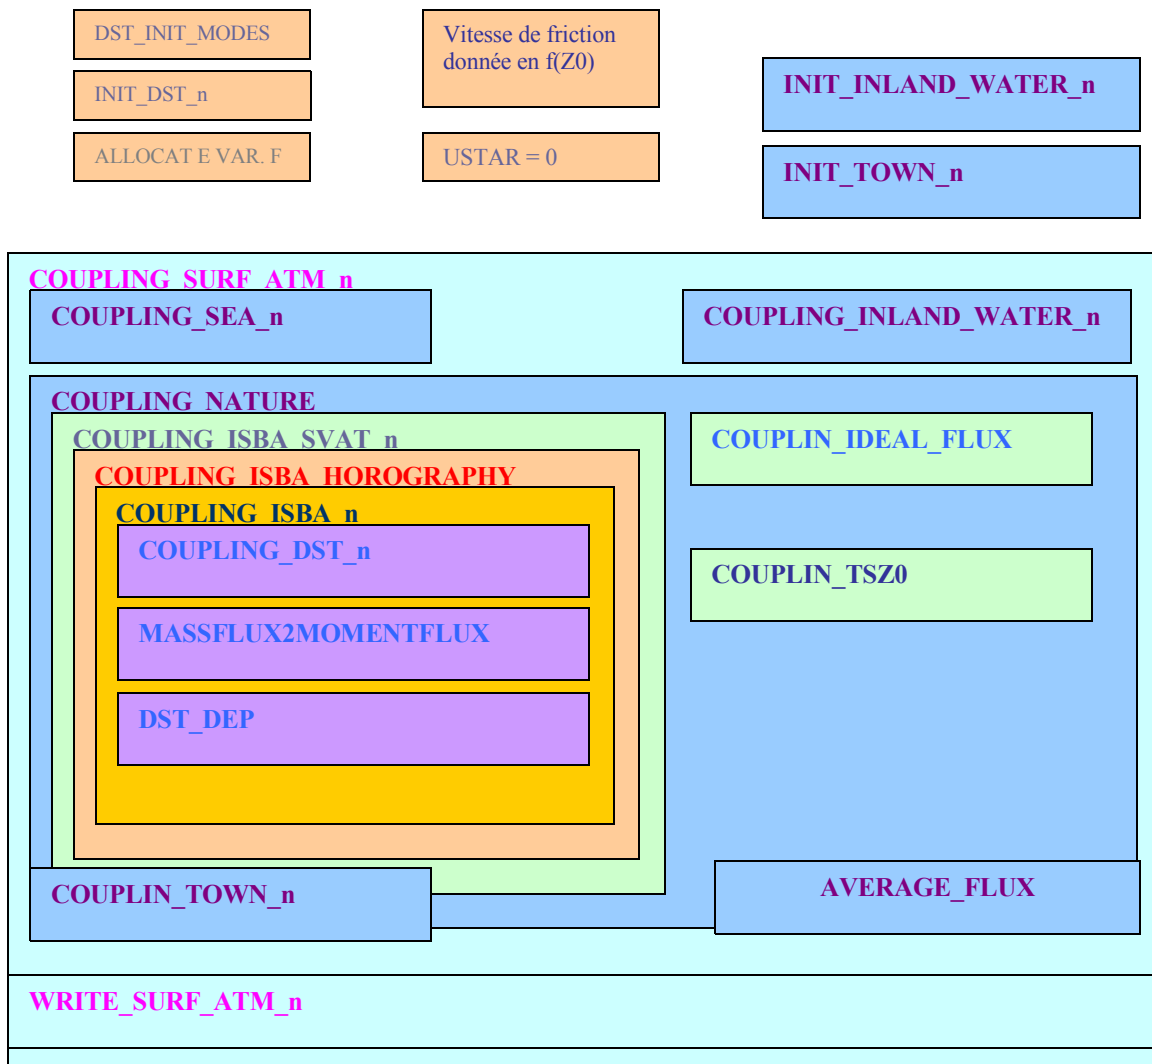 DST_INIT_MODES
INIT_DST_n
ALLOCAT E VAR. F
Vitesse de friction
donnée en f(Z0)
USTAR = 0
INIT_INLAND_WATER_n
INIT_TOWN_n
COUPLING_SURF_ATM_n
COUPLING_SEA_n
COUPLING_INLAND_WATER_n
COUPLING_NATURE
COUPLING_ISBA_SVAT_n
COUPLING_ISBA_HOROGRAPHY
COUPLING_ISBA_n
COUPLING_DST_n
MASSFLUX2MOMENTFLUX
DST_DEP
COUPLIN_IDEAL_FLUX
COUPLIN_TSZ0
COUPLIN_TOWN_n
AVERAGE_FLUX
WRITE_SURF_ATM_n